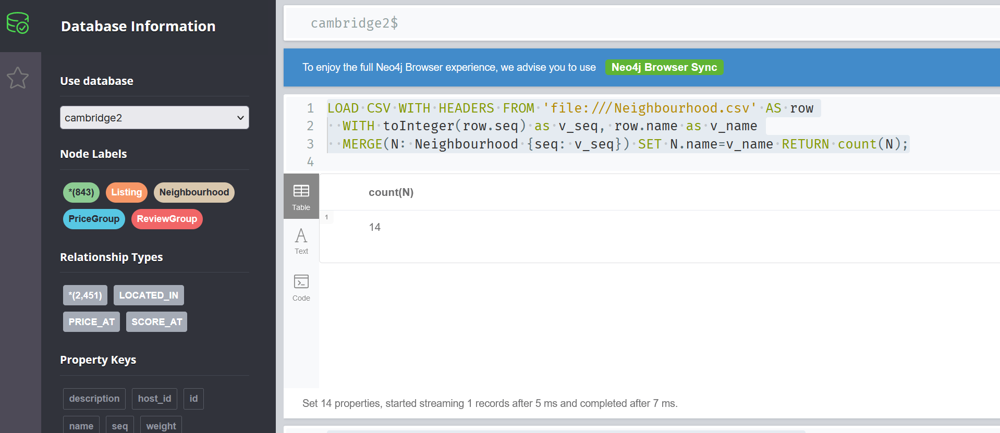 Database Information
Use database
cambridge2
Node Labels
*(843) Listing Neighbourhood
PriceGroup ReviewGroup
Relationship Types
*(2,451) LOCATED_IN
PRICE_AT SCORE_AT
Property Keys
description host_id id
name seq weight
cambridge2$
To enjoy the full Neo4j Browser experience, we advise you to use Neo4j Browser Sync
1 LOAD CSV WITH HEADERS FROM 'file:///Neighbourhood.csv' AS row
2 WITH toInteger(row.seq) as v_seq, row.name as v_name
3 MERGE(N: Neighbourhood {seq: v_seq}) SET N.name=v_name RETURN count(N);
4
Table
Text
Code
count(N)
1
14
Set 14 properties, started streaming 1 records after 5 ms and completed after 7 ms.